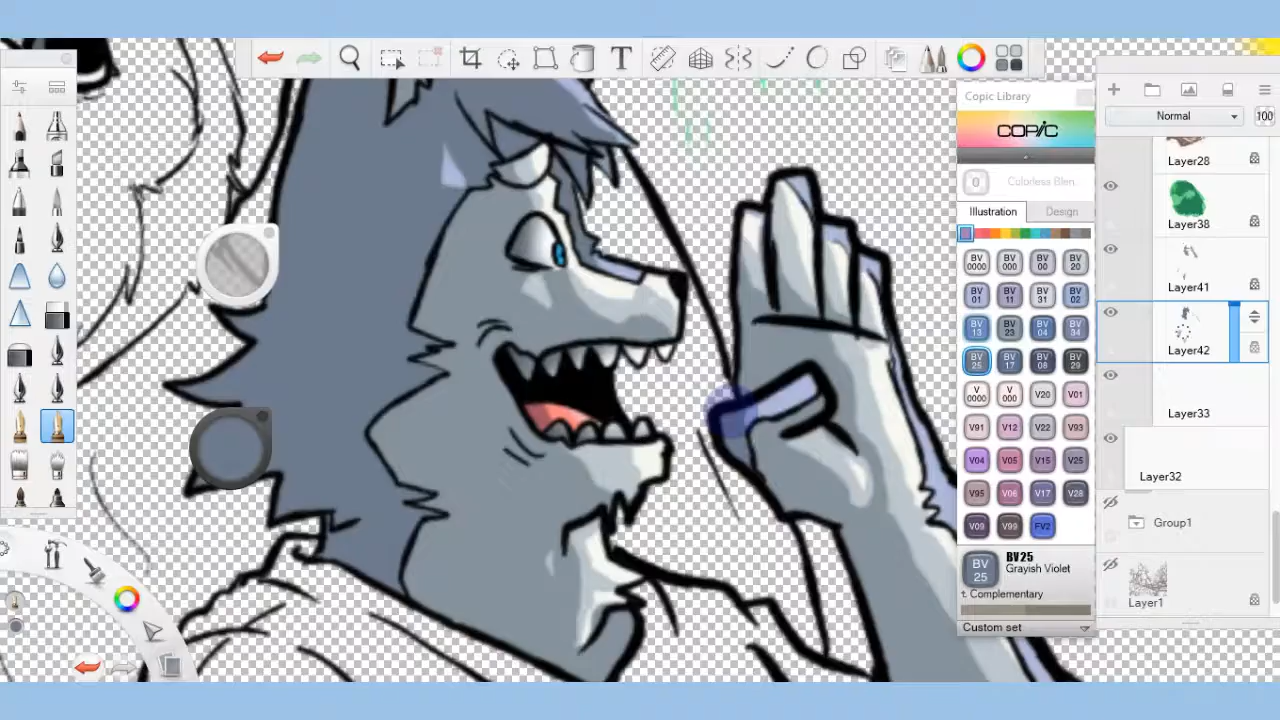 T
Copic Library
COPIC
0 Colorless Blen
Illustration Design
BV 0000 BV 000 BV 00 BV 20
BV 01 BV 11 BV 31 BV 02
BV 13 BV 23 BV 04 BV 34
BV 25 BV 17 BV 08 BV 29
V 0000 V 000 V20 V01
V91 V12 V22 V93
V04 V05 V15 V25
V95 V06 V17 V28
V09 V99 FV2
BV 25
BV25
Grayish Violet
: Complementary
Custom set
Normal 100
Layer28
Layer38
Layer41
Layer42
Layer33
Layer32
Group1
Layer1